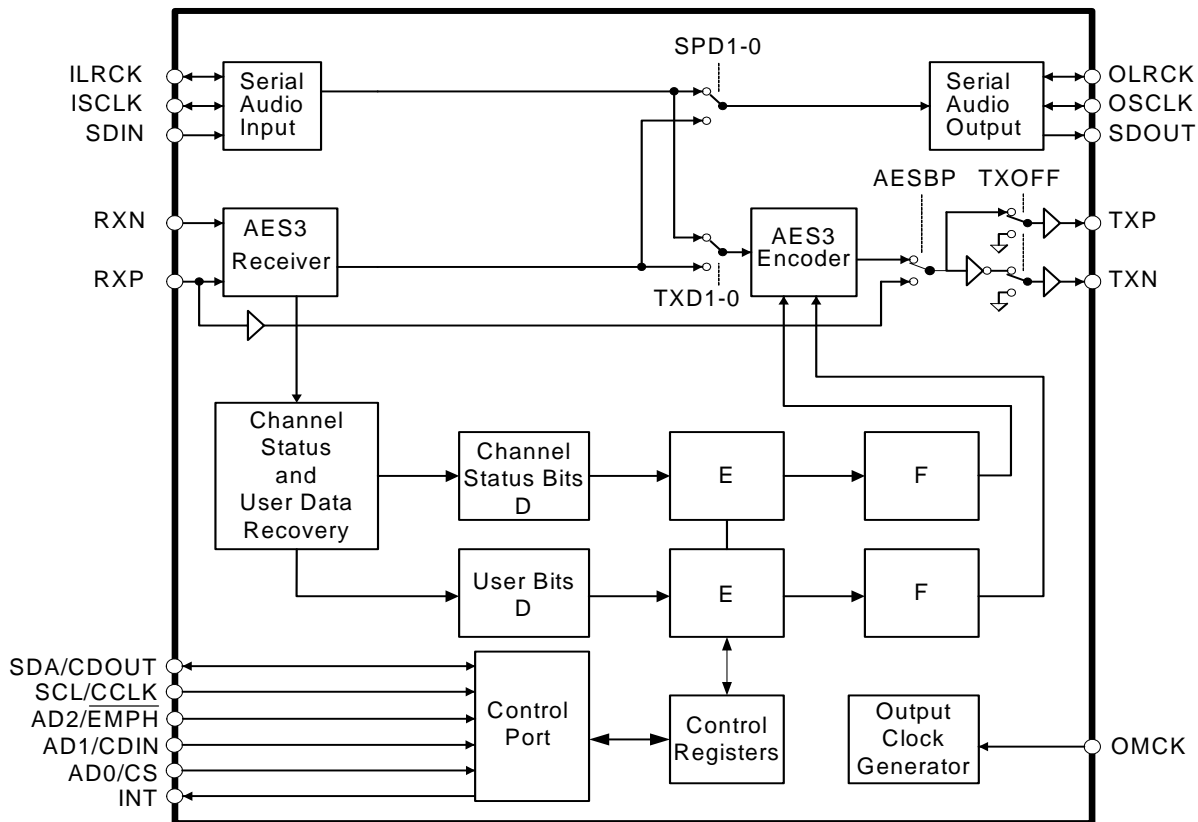 SPD1-0
ILRCK
ISCLK
SDIN
Serial
Audio
Input
Serial
Audio
Output
OLRCK
OSCLK
SDOUT
AESBP
TXOFF
RXN
RXP
AES3
Receiver
TXD1-0
AES3
Encoder
TXP
TXN
Channel
Status
and
User Data
Recovery
Channel
Status Bits
D
E
F
User Bits
D
E
F
SDA/CDOUT
SCL/CCLK
AD2/EMPH
AD1/CDIN
AD0/CS
INT
Control
Port
Control
Registers
Output
Clock
Generator
OMCK